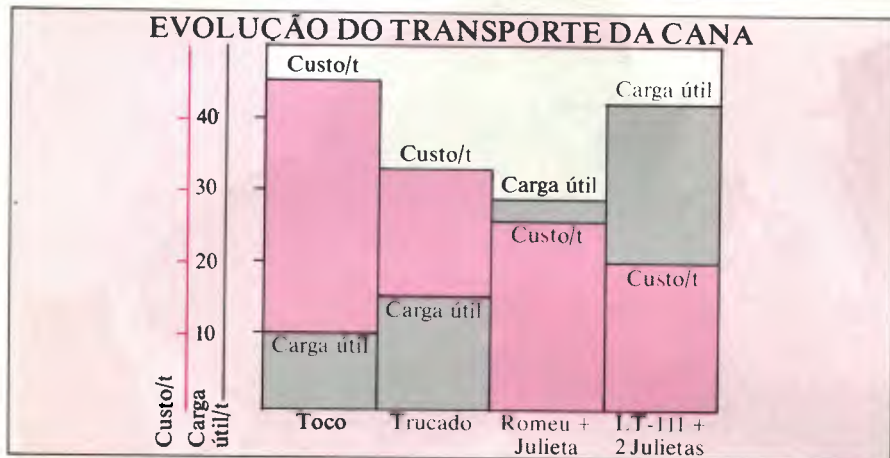 EVOLUÇÃO DO TRANSPORTE DA CANA
Custo/t
Carga útil
40
Custo/t
30
Carga útil
Custo/t
20
Custo/t
Carga útil
10
Carga útil
Custo/t
Carga
útil/t
Toco
Trucado
Romeu +
Julieta
LT-111 +
2 Julietas